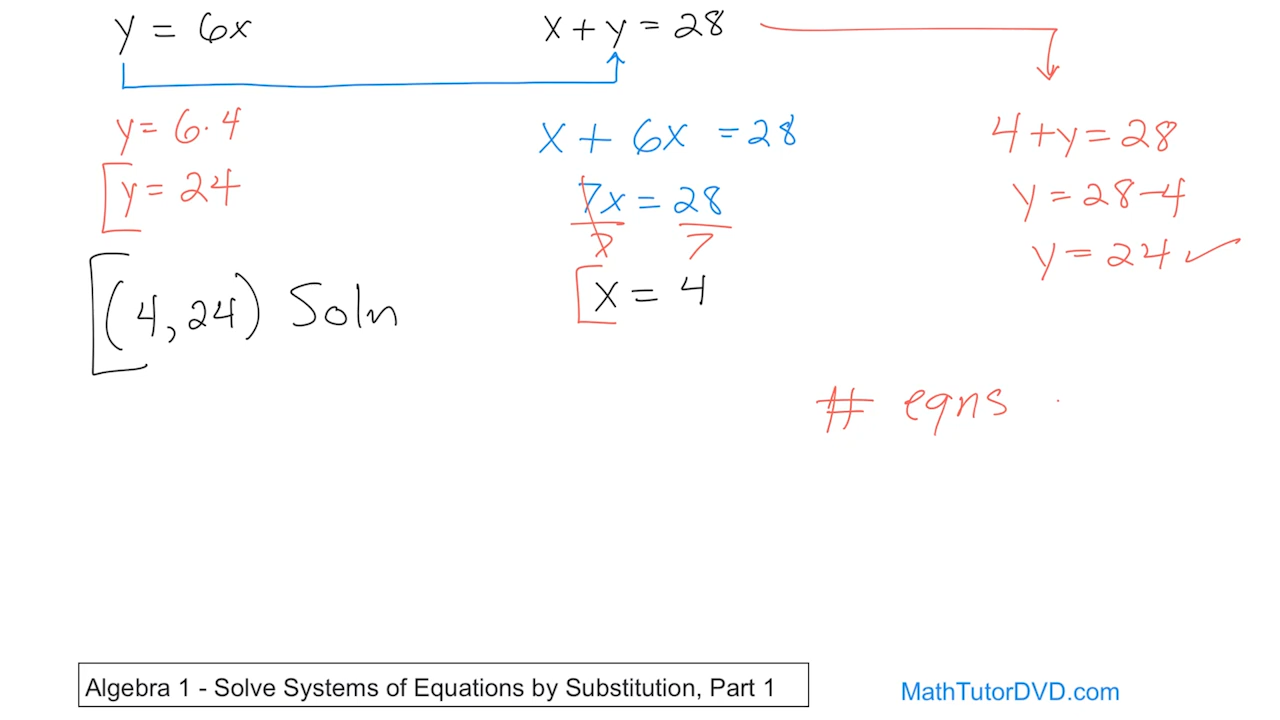 y = 6x
x + y = 28
y = 6 · 4
y = 24
(4, 24) Soln
x + 6x = 28
7x = 28
7 7
x = 4
4 + y = 28
y = 28 - 4
y = 24 ✓
# eqns
Algebra 1 - Solve Systems of Equations by Substitution, Part 1
MathTutorDVD.com